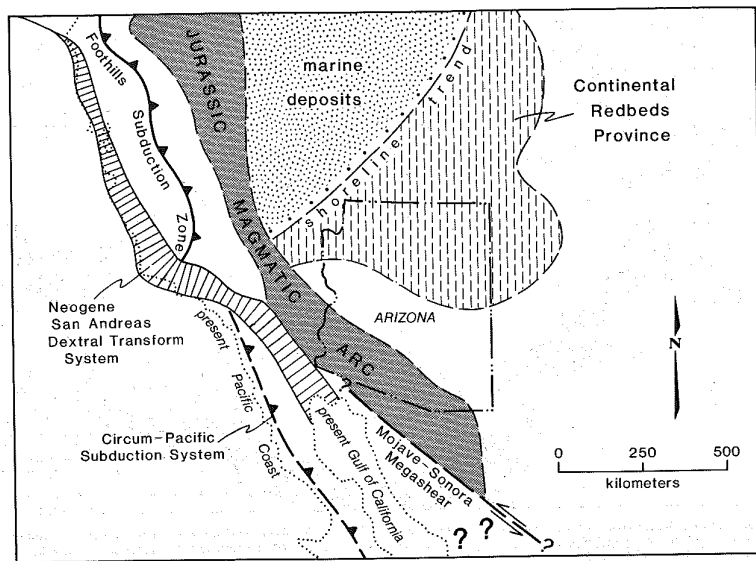 Foothills
Subduction
Zone
JURASSIC
MAGMATIC
ARC
marine
deposits
shoreline trend
Continental
Redbeds
Province
ARIZONA
Neogene
San Andreas
Dextral Transform
System
present
Pacific
Coast
Circum-Pacific
Subduction System
present Gulf of California
Mojave-Sonora
Megashear
?
? ?
?
N
0 250 500
kilometers